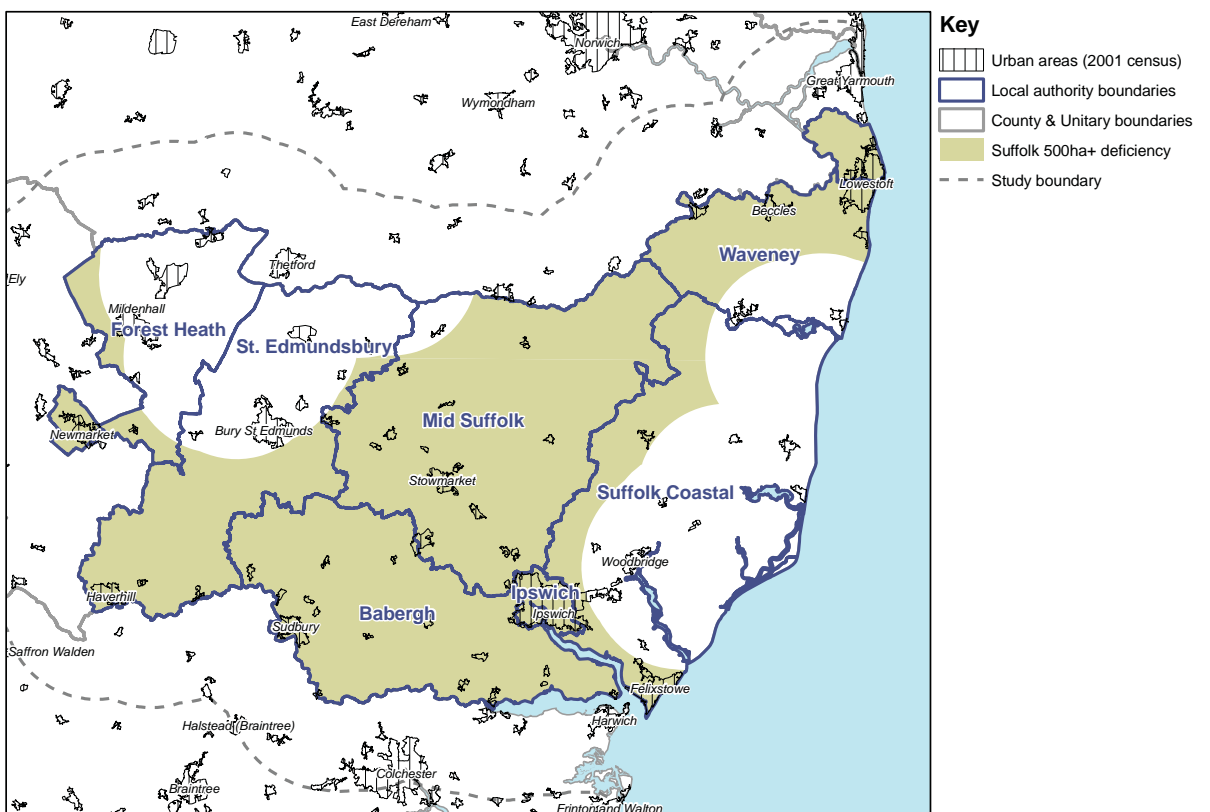 East Dereham
Norwich
Key
Urban areas (2001 census)
Great Yarmouth
Local authority boundaries
Wymondham
County & Unitary boundaries
Suffolk 500ha+ deficiency
Study boundary
Lowestoft
Beccles
Waveney
Thetford
Ely
Mildenhall
Forest Heath
St. Edmundsbury
Mid Suffolk
Newmarket
Bury St Edmunds
Stowmarket
Suffolk Coastal
Woodbridge
Haverhill
Ipswich
Ipswich
Babergh
Sudbury
Saffron Walden
Felixstowe
Harwich
Halstead (Braintree)
Colchester
Braintree
Frinton and Walton